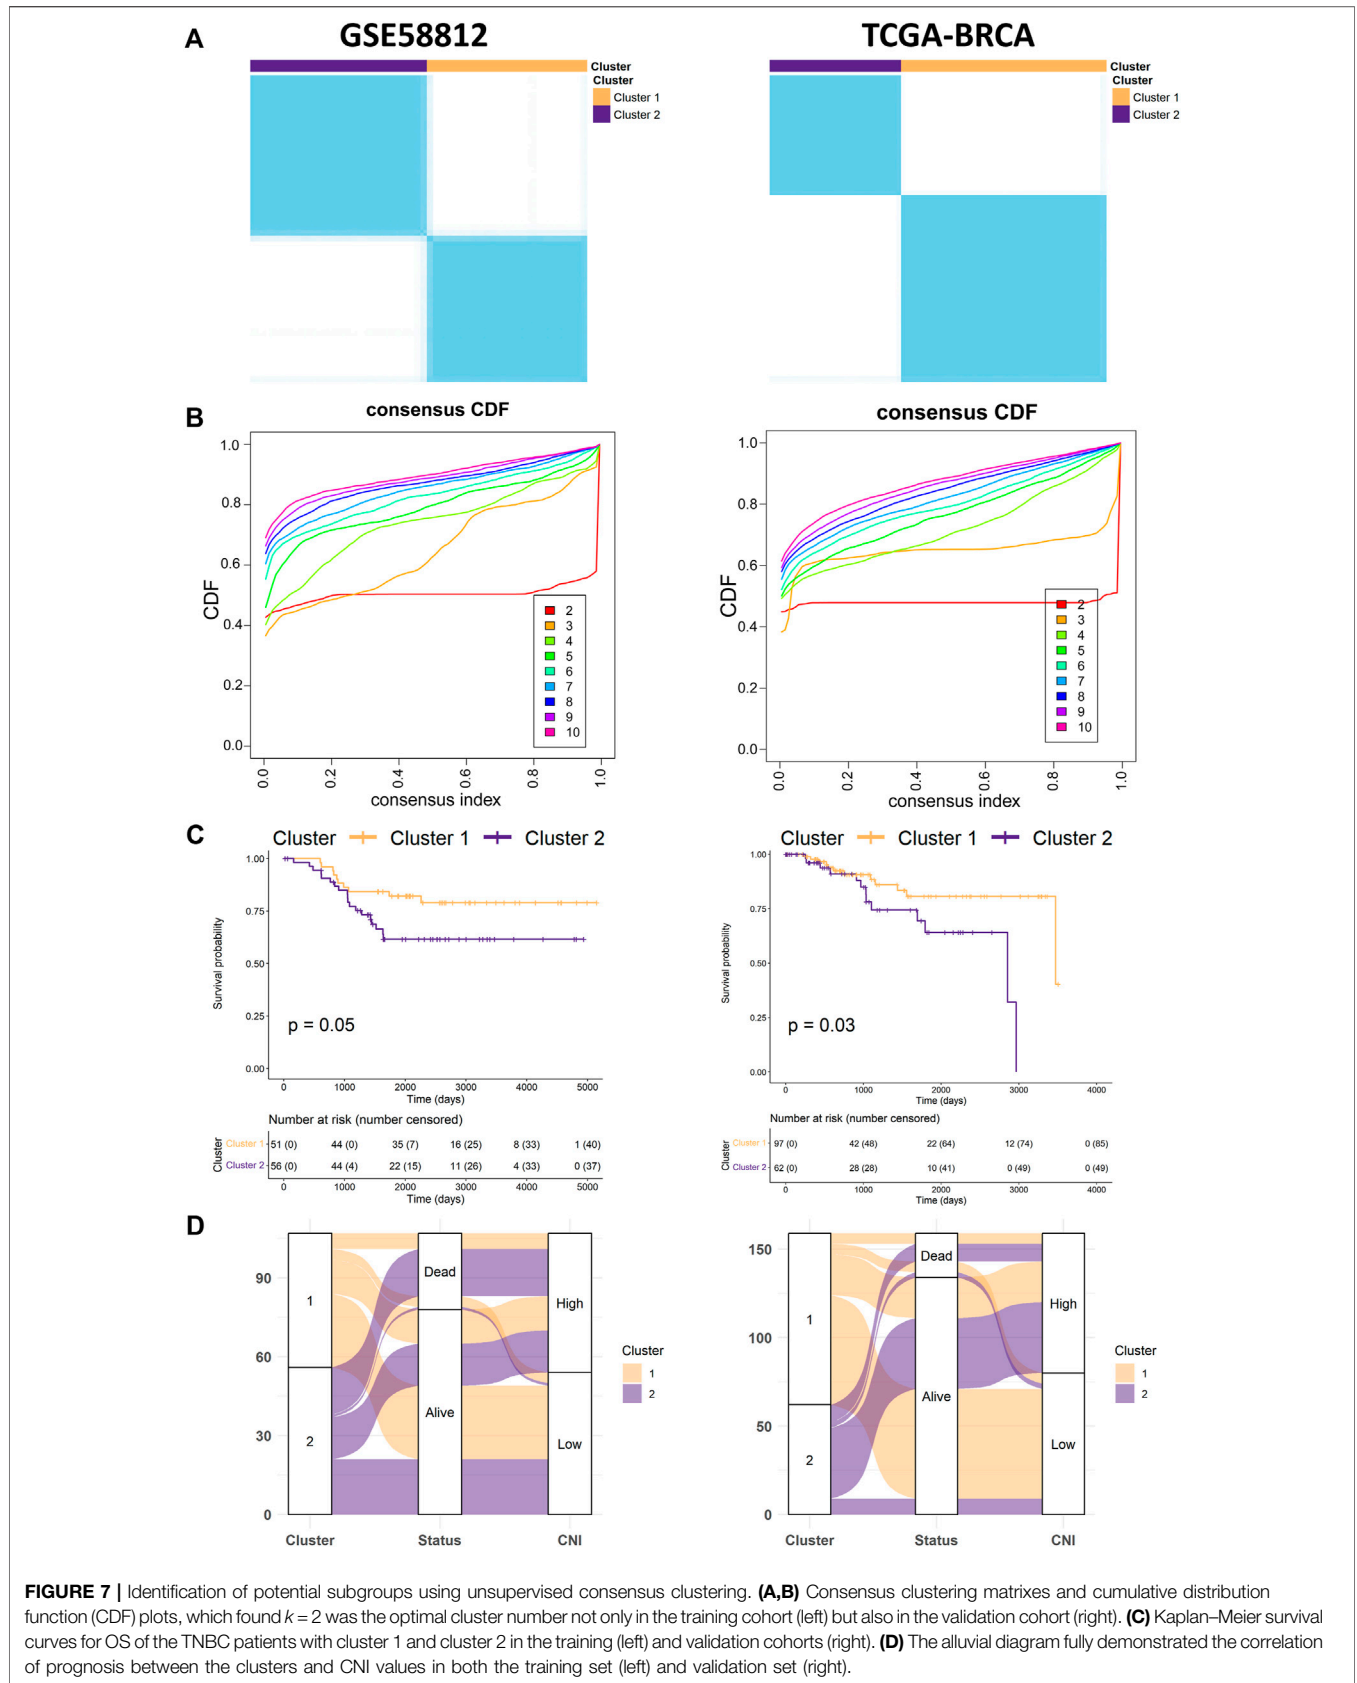 A
GSE58812
TCGA-BRCA
Cluster
Cluster
Cluster 1
Cluster 2
Cluster
Cluster
Cluster 1
Cluster 2
B
consensus CDF
CDF
1.0
0.8
0.6
0.4
0.2
0.0
0.0 0.2 0.4 0.6 0.8 1.0
consensus index
2
3
4
5
6
7
8
9
10
consensus CDF
CDF
1.0
0.8
0.6
0.4
0.2
0.0
0.0 0.2 0.4 0.6 0.8 1.0
consensus index
2
3
4
5
6
7
8
9
10
C
Cluster Cluster 1 Cluster 2
Survival probability
1.00
0.75
0.50
0.25
0.00
p = 0.05
0 1000 2000 3000 4000 5000
Time (days)
Number at risk (number censored)
Cluster
Cluster 1 51 (0) 44 (0) 35 (7) 16 (25) 8 (33) 1 (40)
Cluster 2 56 (0) 44 (4) 22 (15) 11 (26) 4 (33) 0 (37)
0 1000 2000 3000 4000 5000
Time (days)
Cluster Cluster 1 Cluster 2
Survival probability
1.00
0.75
0.50
0.25
0.00
p = 0.03
0 1000 2000 3000 4000
Time (days)
Number at risk (number censored)
Cluster
Cluster 1 97 (0) 42 (48) 22 (64) 12 (74) 0 (85)
Cluster 2 62 (0) 28 (28) 10 (41) 0 (49) 0 (49)
0 1000 2000 3000 4000
Time (days)
D
90
60
30
0
1
2
Dead
Alive
High
Low
Cluster Status CNI
Cluster
1
2
150
100
50
0
1
2
Dead
Alive
High
Low
Cluster Status CNI
Cluster
1
2
FIGURE 7 | Identification of potential subgroups using unsupervised consensus clustering. (A,B) Consensus clustering matrixes and cumulative distribution
function (CDF) plots, which found k = 2 was the optimal cluster number not only in the training cohort (left) but also in the validation cohort (right). (C) Kaplan–Meier survival
curves for OS of the TNBC patients with cluster 1 and cluster 2 in the training (left) and validation cohorts (right). (D) The alluvial diagram fully demonstrated the correlation
of prognosis between the clusters and CNI values in both the training set (left) and validation set (right).